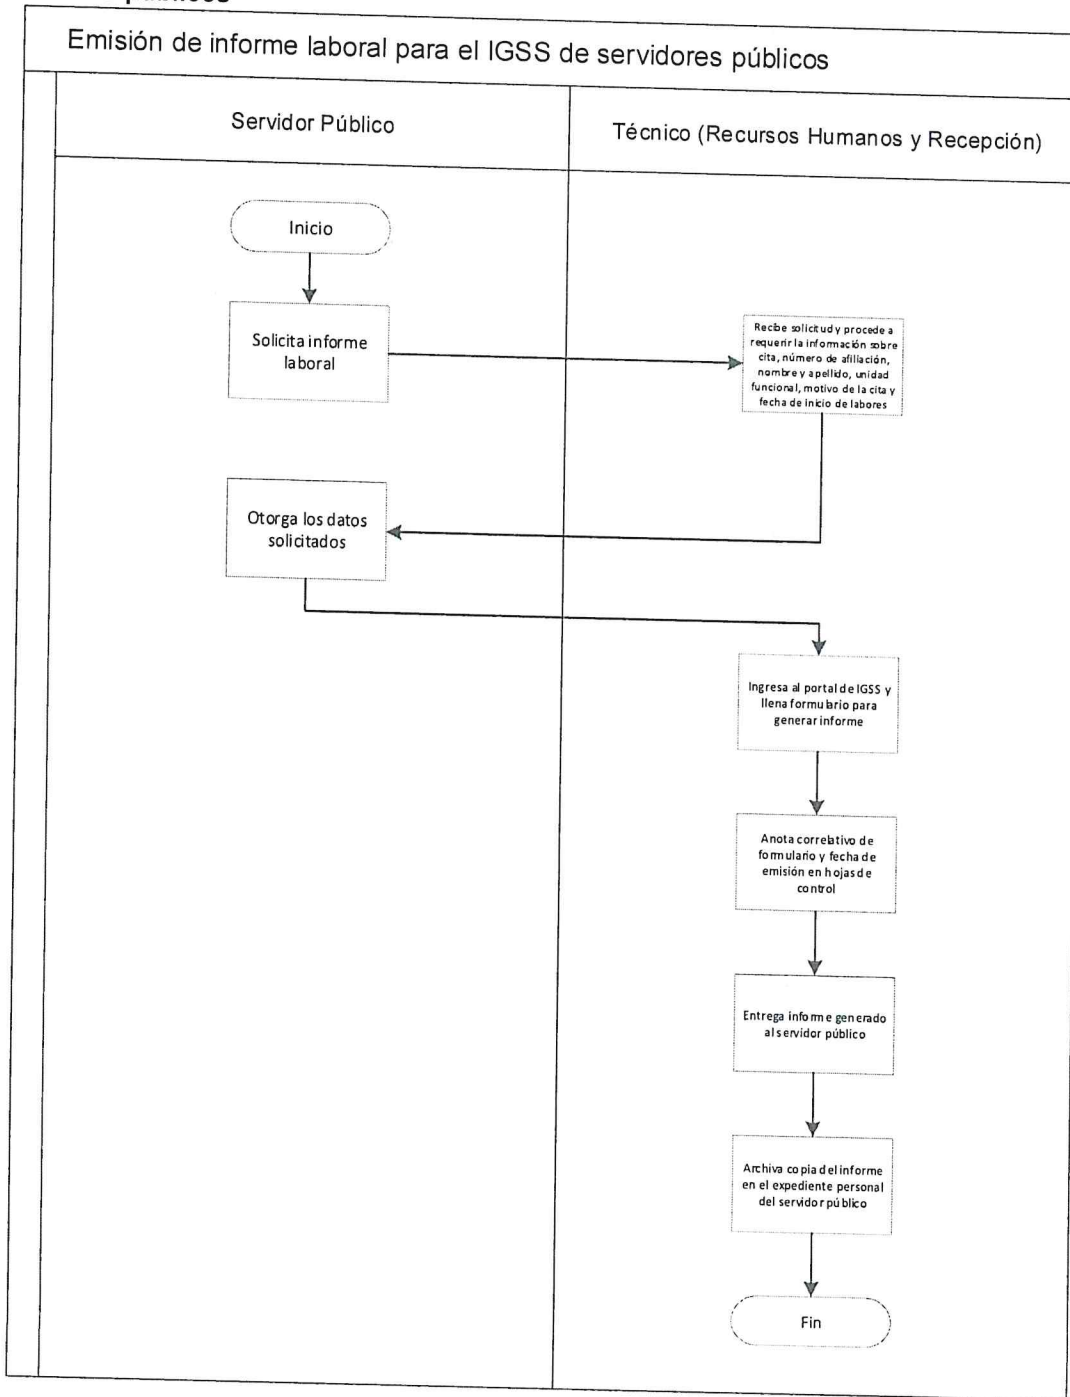 Emisión de informe laboral para el IGSS de servidores públicos
Servidor Público
Técnico (Recursos Humanos y Recepción)
Inicio
Solicita informe
laboral
Recibe solicitud y procede a
requerir la información sobre
cita, número de afiliación,
nombre y apellido, unidad
funcional, motivo de la cita y
fecha de inicio de labores
Otorga los datos
solicitados
Ingresa al portal de IGSS y
llena formulario para
generar informe
Anota correlativo de
formulario y fecha de
emisión en hojas de
control
Entrega informe generado
al servidor público
Archiva copia del informe
en el expediente personal
del servidor público
Fin